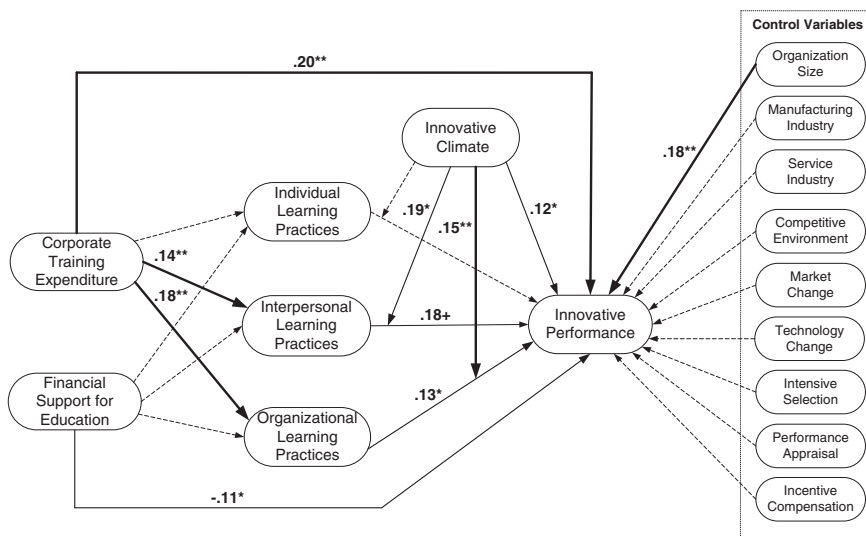 Control Variables
.20**
Organization
Size
Manufacturing
Industry
Innovative
Climate
.18**
Service
Industry
Individual
Learning
Practices
.19*
.12*
.15**
Corporate
Training
Expenditure
.14**
Competitive
Environment
.18**
Market
Change
Interpersonal
Learning
Practices
.18+
Innovative
Performance
Technology
Change
Financial
Support for
Education
Intensive
Selection
.13*
Organizational
Learning
Practices
Performance
Appraisal
-.11*
Incentive
Compensation